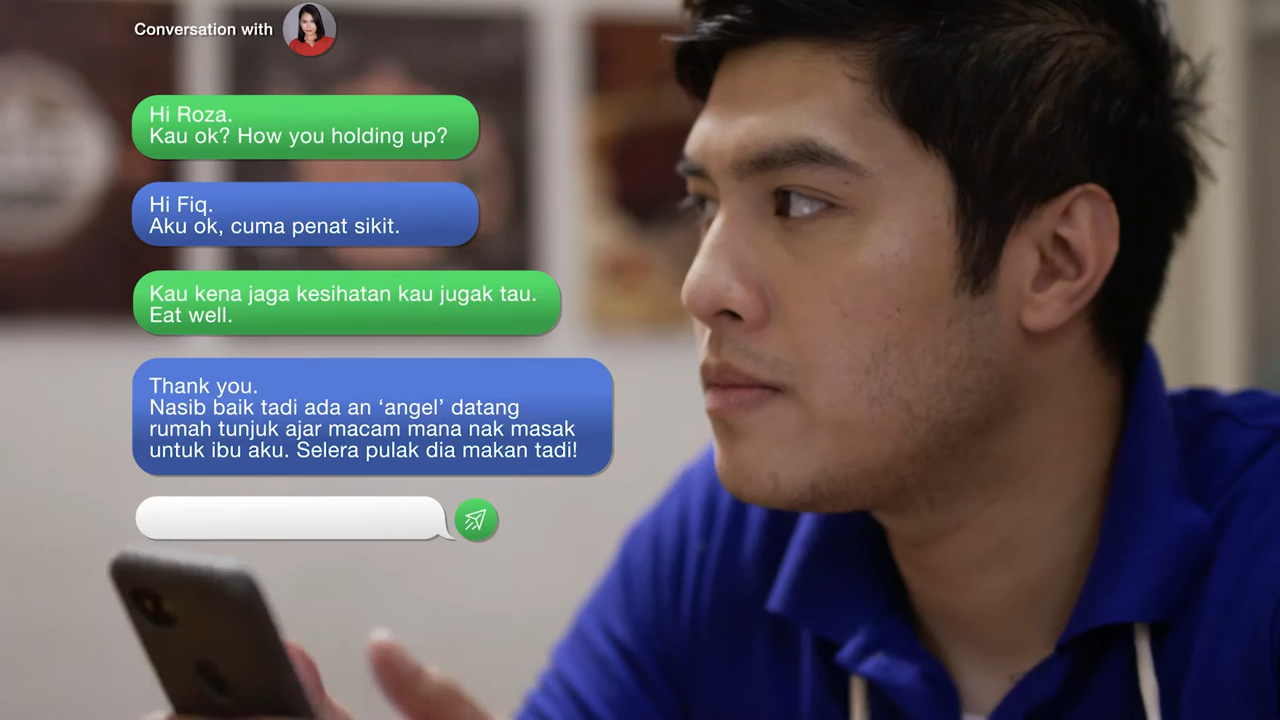 Conversation with
Hi Roza.
Kau ok? How you holding up?
Hi Fiq.
Aku ok, cuma penat sikit.
Kau kena jaga kesihatan kau jugak tau.
Eat well.
Thank you.
Nasib baik tadi ada an ‘angel’ datang
rumah tunjuk ajar macam mana nak masak
untuk ibu aku. Selera pulak dia makan tadi!